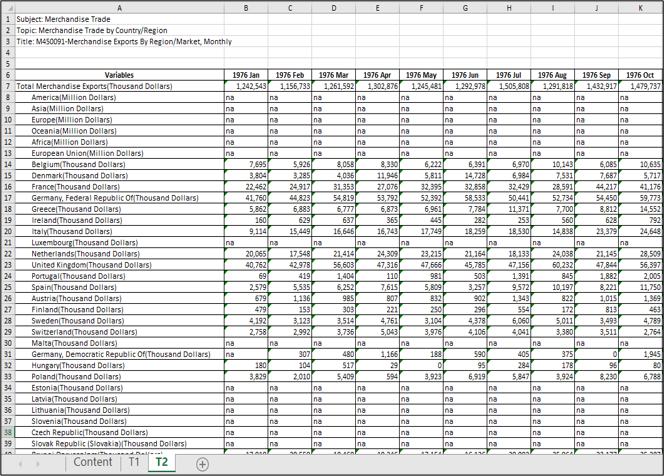 A B C D E F G H I J K
1 Subject: Merchandise Trade
2 Topic: Merchandise Trade by Country/Region
3 Title: M450091-Merchandise Exports By Region/Market, Monthly
4
5
6 Variables 1976 Jan 1976 Feb 1976 Mar 1976 Apr 1976 May 1976 Jun 1976 Jul 1976 Aug 1976 Sep 1976 Oct
7 Total Merchandise Exports(Thousand Dollars) 1,242,543 1,156,733 1,261,592 1,302,876 1,245,481 1,292,978 1,505,808 1,291,818 1,432,917 1,479,737
8 America(Million Dollars) na na na na na na na na na na
9 Asia(Million Dollars) na na na na na na na na na na
10 Europe(Million Dollars) na na na na na na na na na na
11 Oceania(Million Dollars) na na na na na na na na na na
12 Africa(Million Dollars) na na na na na na na na na na
13 European Union(Million Dollars) na na na na na na na na na na
14 Belgium(Thousand Dollars) 7,695 5,926 8,058 8,330 6,222 6,391 6,970 10,143 6,085 10,635
15 Denmark(Thousand Dollars) 3,804 3,285 4,036 11,946 5,811 14,728 6,984 7,531 7,687 5,717
16 France(Thousand Dollars) 22,462 24,917 31,353 27,076 32,395 32,858 32,429 28,591 44,217 41,176
17 Germany, Federal Republic Of(Thousand Dollars) 41,760 44,823 54,819 53,792 52,392 58,533 50,441 52,734 54,450 59,773
18 Greece(Thousand Dollars) 5,862 6,883 6,777 6,873 6,961 7,784 11,371 7,700 8,812 14,552
19 Ireland(Thousand Dollars) 160 629 637 365 445 282 253 560 628 792
20 Italy(Thousand Dollars) 9,114 15,449 16,646 16,743 17,749 18,259 18,530 14,838 23,379 24,648
21 Luxembourg(Thousand Dollars) na na na na na na na na na na
22 Netherlands(Thousand Dollars) 20,065 17,548 21,414 24,309 23,215 21,164 18,133 24,038 21,145 28,509
23 United Kingdom(Thousand Dollars) 40,762 42,978 56,603 47,316 47,666 45,785 47,156 60,232 47,844 56,397
24 Portugal(Thousand Dollars) 69 419 1,404 110 981 503 1,391 845 1,882 2,005
25 Spain(Thousand Dollars) 2,579 5,535 6,252 7,615 5,809 3,257 9,572 10,197 8,221 11,750
26 Austria(Thousand Dollars) 679 1,136 985 807 832 902 1,343 822 1,015 1,369
27 Finland(Thousand Dollars) 479 153 303 221 250 296 554 172 813 463
28 Sweden(Thousand Dollars) 4,192 3,123 3,514 4,761 3,104 4,378 6,060 5,011 3,493 4,789
29 Switzerland(Thousand Dollars) 2,758 2,992 3,736 5,043 3,976 4,106 4,041 3,380 3,511 2,764
30 Malta(Thousand Dollars) na na na na na na na na na na
31 Germany, Democratic Republic Of(Thousand Dollars) na 307 480 1,166 188 590 405 375 0 1,945
32 Hungary(Thousand Dollars) 180 104 517 29 0 95 284 178 96 80
33 Poland(Thousand Dollars) 3,829 2,010 5,409 594 3,923 6,919 5,847 3,924 8,230 6,788
34 Estonia(Thousand Dollars) na na na na na na na na na na
35 Latvia(Thousand Dollars) na na na na na na na na na na
36 Lithuania(Thousand Dollars) na na na na na na na na na na
37 Slovenia(Thousand Dollars) na na na na na na na na na na
38 Czech Republic(Thousand Dollars) na na na na na na na na na na
39 Slovak Republic (Slovakia)(Thousand Dollars) na na na na na na na na na na
Content T1 T2